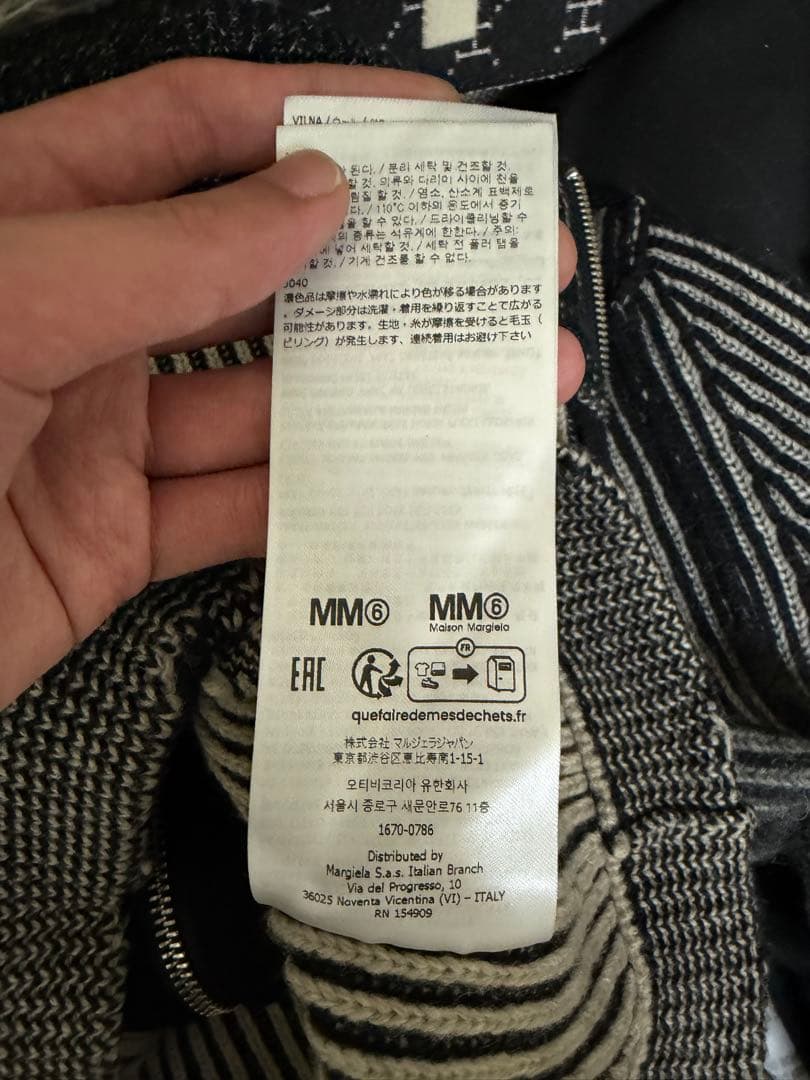 VILNA /
된다. / 분리 세탁 및 건조할 것.
할 것. 의류와 다리미 사이에 천을
림질 할 것. / 염소, 산소계 표백제로
다. / 110°C 이하의 온도에서 증기
을 할 수 있다. / 드라이클리닝할 수
의 종류는 석유계에 한한다. / 주의:
에 넣어 세탁할 것. / 세탁 전 풀러 탭을
할 것. / 기계 건조를 할 수 없다.
040
濃色品は摩擦や水濡れにより色が移る場合があります
。ダメージ部分は洗濯・着用を繰り返すことで広がる
可能性があります。生地・糸が摩擦を受けると毛玉（
ピリング）が発生します、連続着用はお避け下さい
MM⑥ MM⑥
Maison Margiela
FR
EAC
quefairedemesdechets.fr
株式会社 マルジェラジャパン
東京都渋谷区恵比寿南1-15-1
오티비코리아 유한회사
서울시 종로구 새문안로76 11층
1670-0786
Distributed by
Margiela S.a.s. Italian Branch
Via del Progresso, 10
36025 Noventa Vicentina (VI) – ITALY
RN 154909